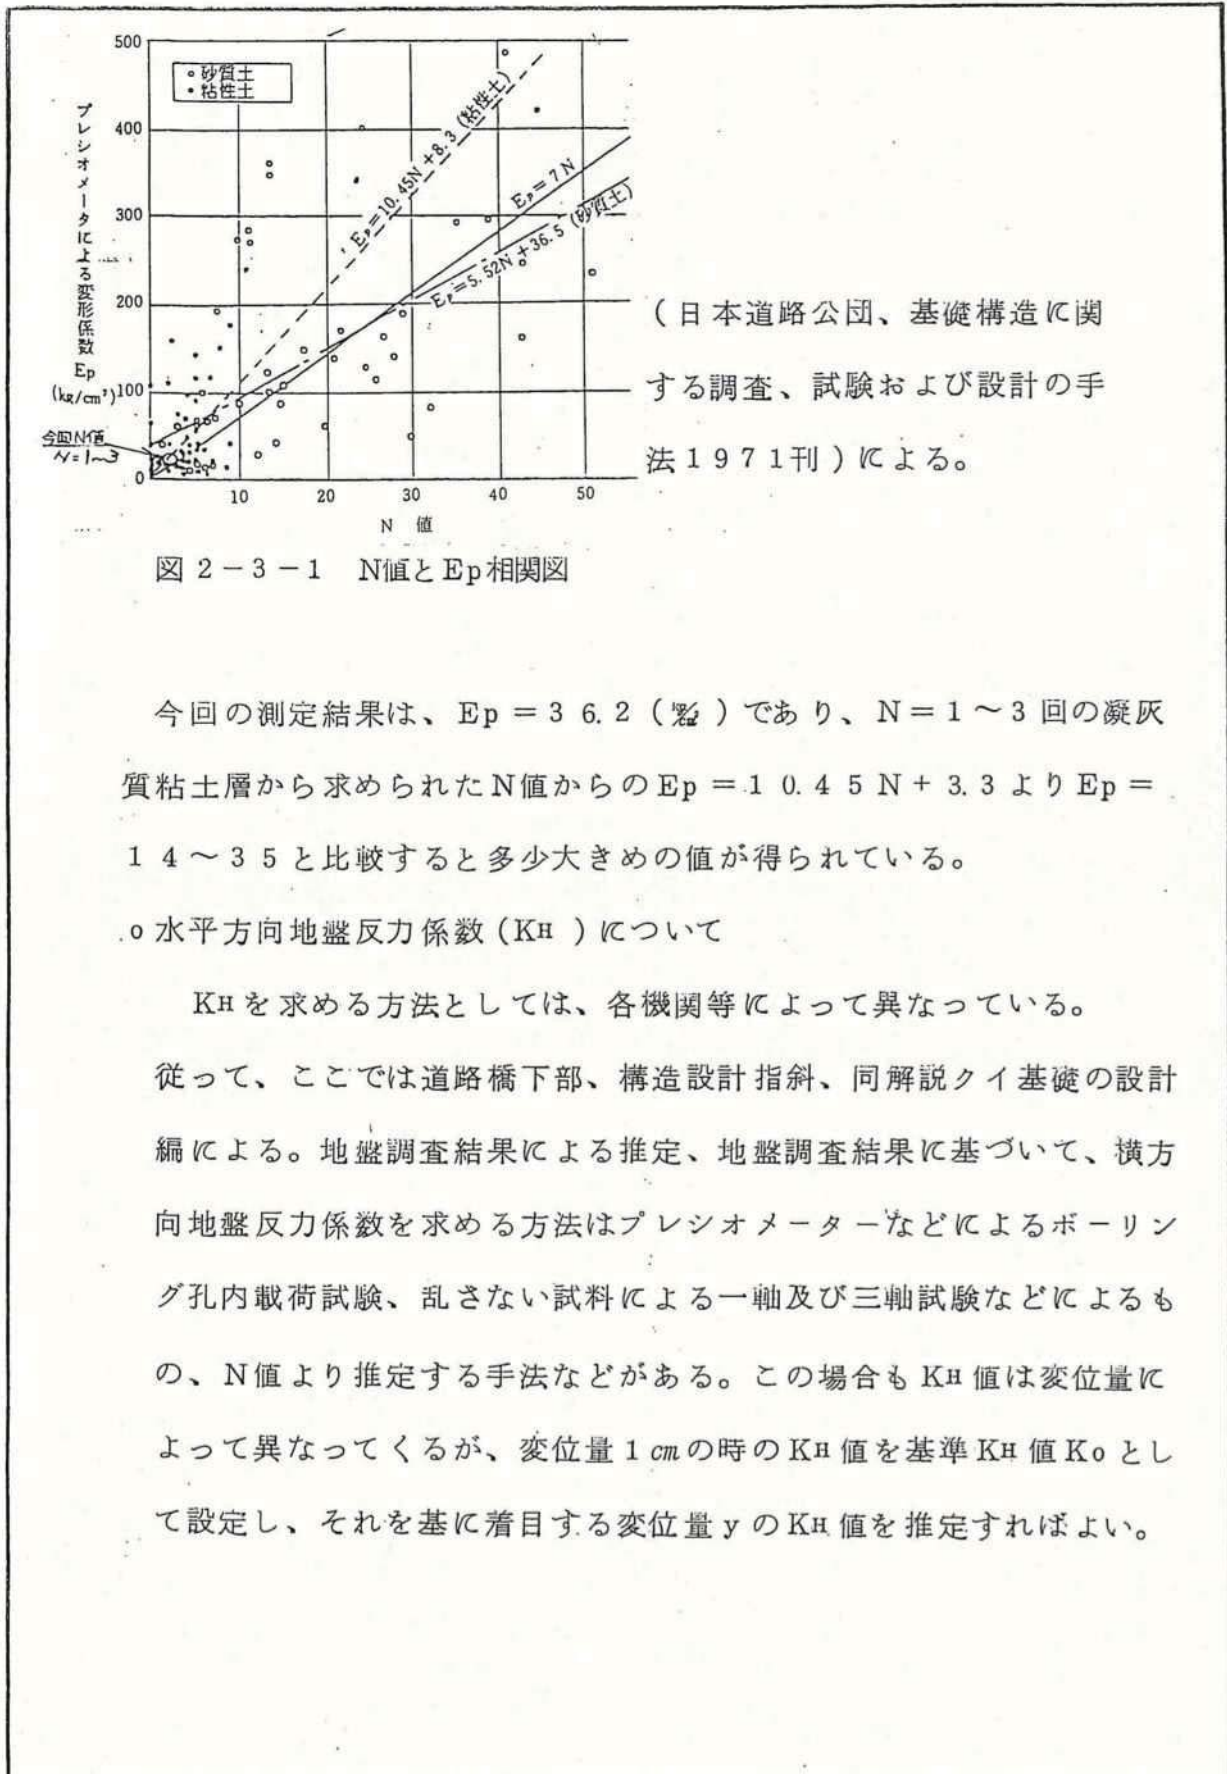 500
400
300
200
100
0
10
20
30
40
50
N 値
プレシオメータによる変形係数
Ep
(kg/cm²)
○砂質土
・粘性土
Ep=10.45N+8.3(粘性土)
Ep=7N
Ep=5.52N+36.5(砂質土)
今回N値
N=1~3
(日本道路公団、基礎構造に関
する調査、試験および設計の手
法1971刊)による。
図 2-3-1 N値とEp相関図
今回の測定結果は、Ep=36.2(㎏/㎠)であり、N=1~3回の凝灰
質粘土層から求められたN値からのEp=10.45N+3.3よりEp=
14~35と比較すると多少大きめの値が得られている。
o水平方向地盤反力係数(KH)について
KHを求める方法としては、各機関等によって異なっている。
従って、ここでは道路橋下部、構造設計指斜、同解説クイ基礎の設計
編による。地盤調査結果による推定、地盤調査結果に基づいて、横方
向地盤反力係数を求める方法はプレシオメーターなどによるボーリン
グ孔内載荷試験、乱さない試料による一軸及び三軸試験などによるも
の、N値より推定する手法などがある。この場合もKH値は変位量に
よって異なってくるが、変位量1㎝の時のKH値を基準KH値Koとし
て設定し、それを基に着目する変位量yのKH値を推定すればよい。